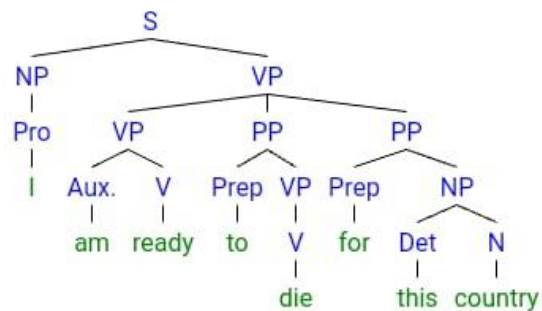 S
NP VP
Pro VP PP PP
I Aux. V Prep VP Prep NP
am ready to V for Det N
die this country